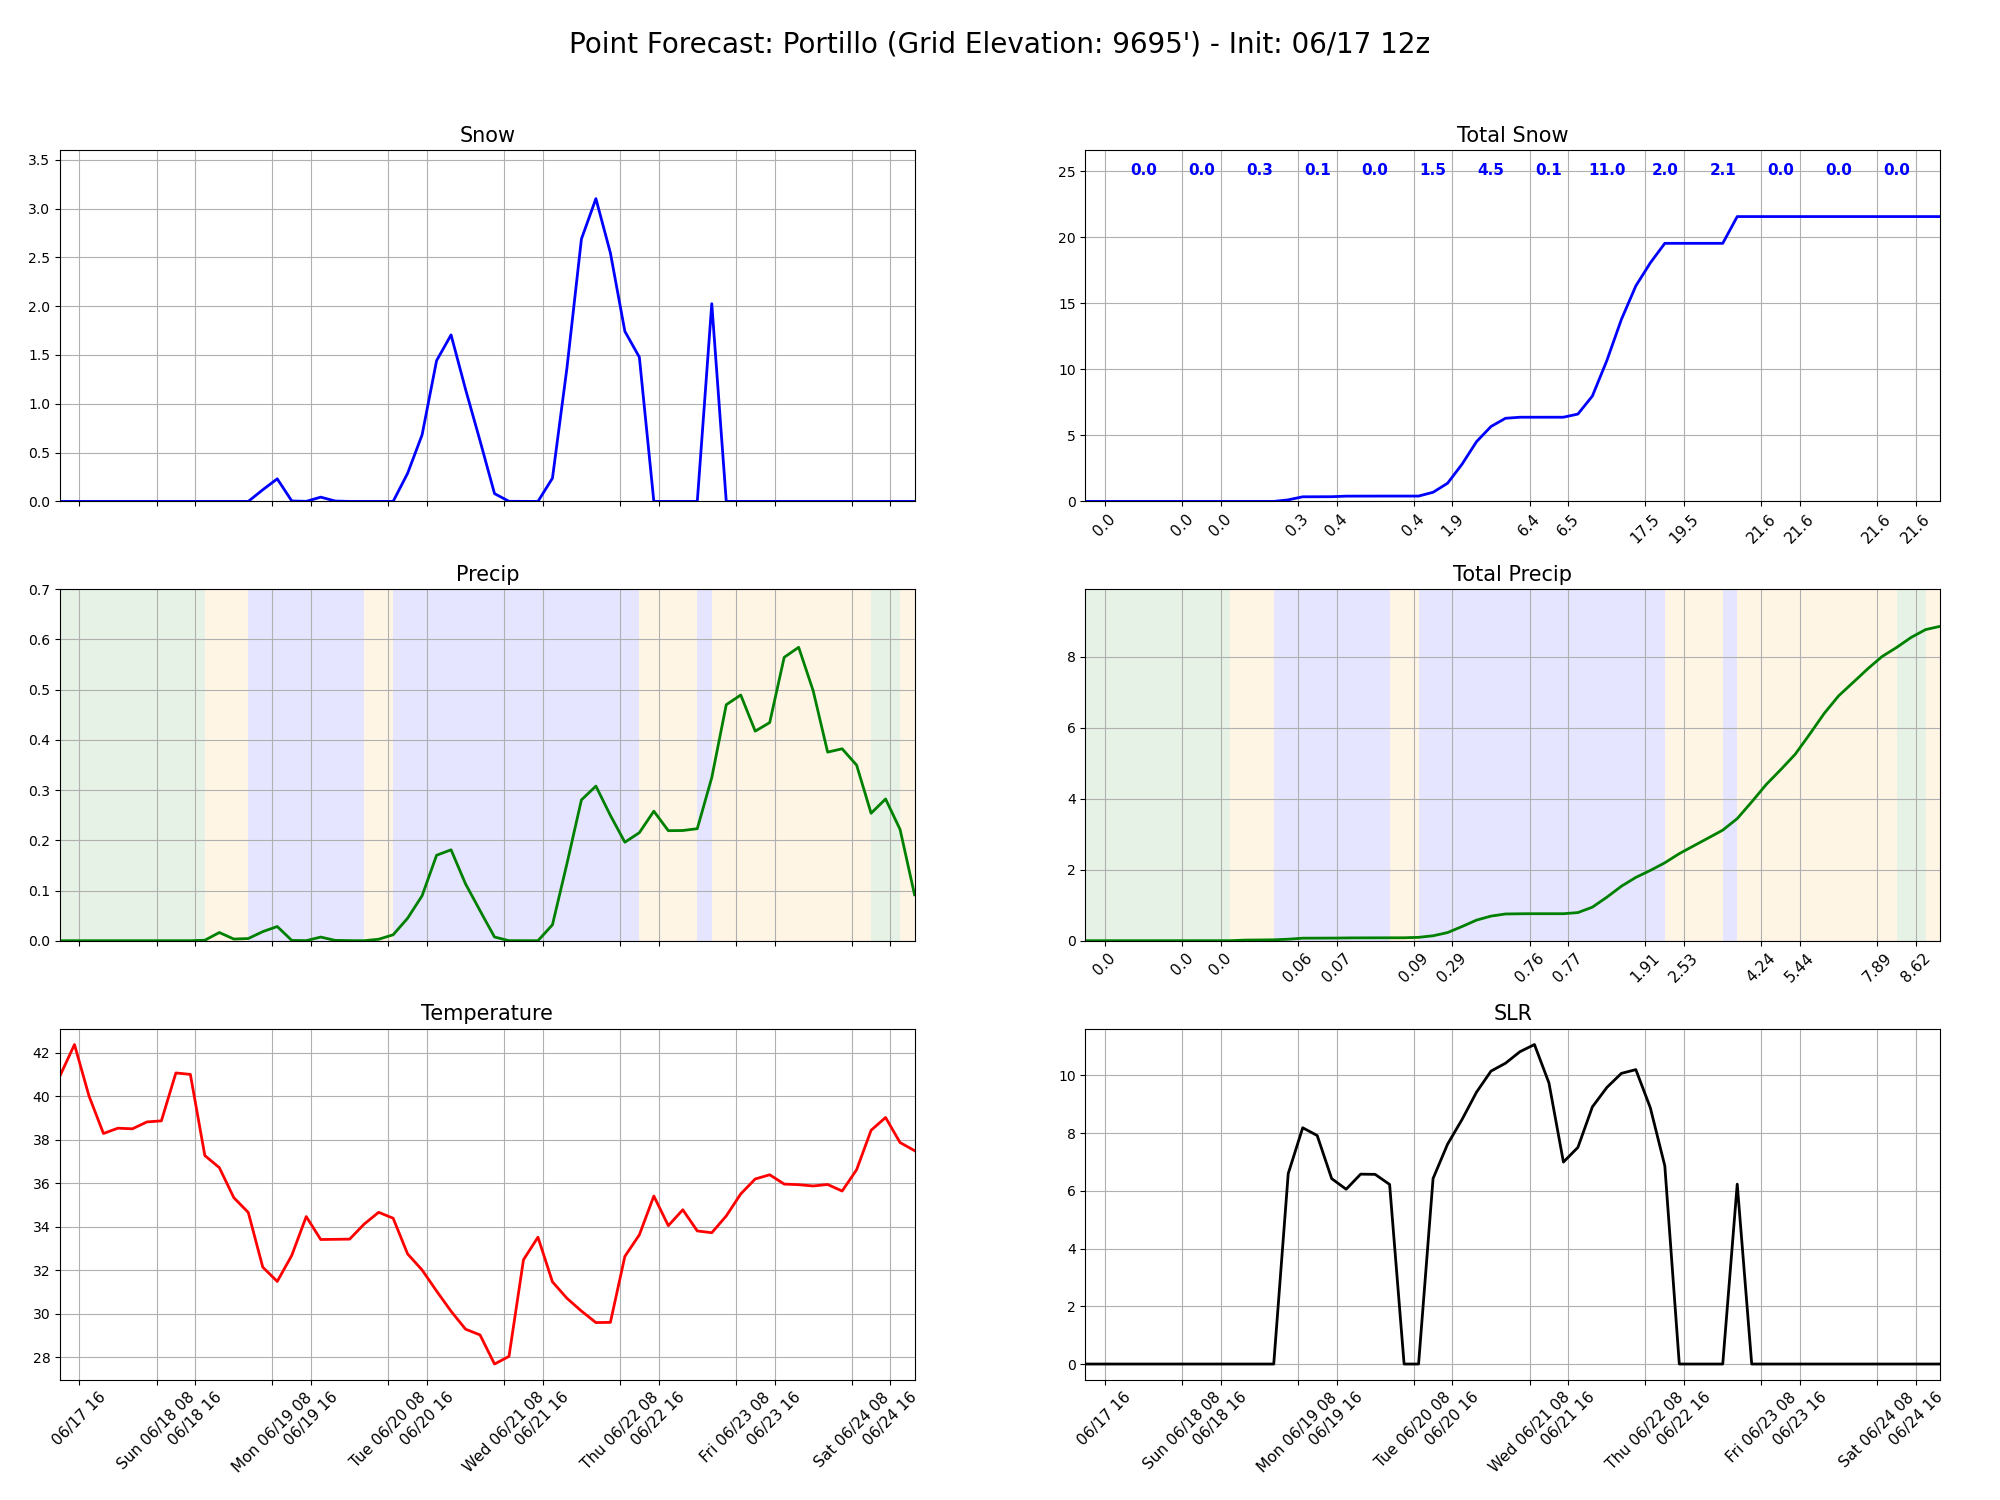 Point Forecast: Portillo (Grid Elevation: 9695') - Init: 06/17 12z
Snow
3.5
3.0
2.5
2.0
1.5
1.0
0.5
0.0
Total Snow
0.0 0.0 0.3 0.1 0.0 1.5 4.5 0.1 11.0 2.0 2.1 0.0 0.0 0.0
25
20
15
10
5
0
0.0 0.0 0.0 0.3 0.4 0.4 1.9 6.4 6.5 17.5 19.5 21.6 21.6 21.6 21.6
Precip
0.7
0.6
0.5
0.4
0.3
0.2
0.1
0.0
Total Precip
8
6
4
2
0
0.0 0.0 0.0 0.06 0.07 0.09 0.29 0.76 0.77 1.91 2.53 4.24 5.44 7.89 8.62
Temperature
42
40
38
36
34
32
30
28
06/17 16
Sun 06/18 08
06/18 16
Mon 06/19 08
06/19 16
Tue 06/20 08
06/20 16
Wed 06/21 08
06/21 16
Thu 06/22 08
06/22 16
Fri 06/23 08
06/23 16
Sat 06/24 08
06/24 16
SLR
10
8
6
4
2
0
06/17 16
Sun 06/18 08
06/18 16
Mon 06/19 08
06/19 16
Tue 06/20 08
06/20 16
Wed 06/21 08
06/21 16
Thu 06/22 08
06/22 16
Fri 06/23 08
06/23 16
Sat 06/24 08
06/24 16